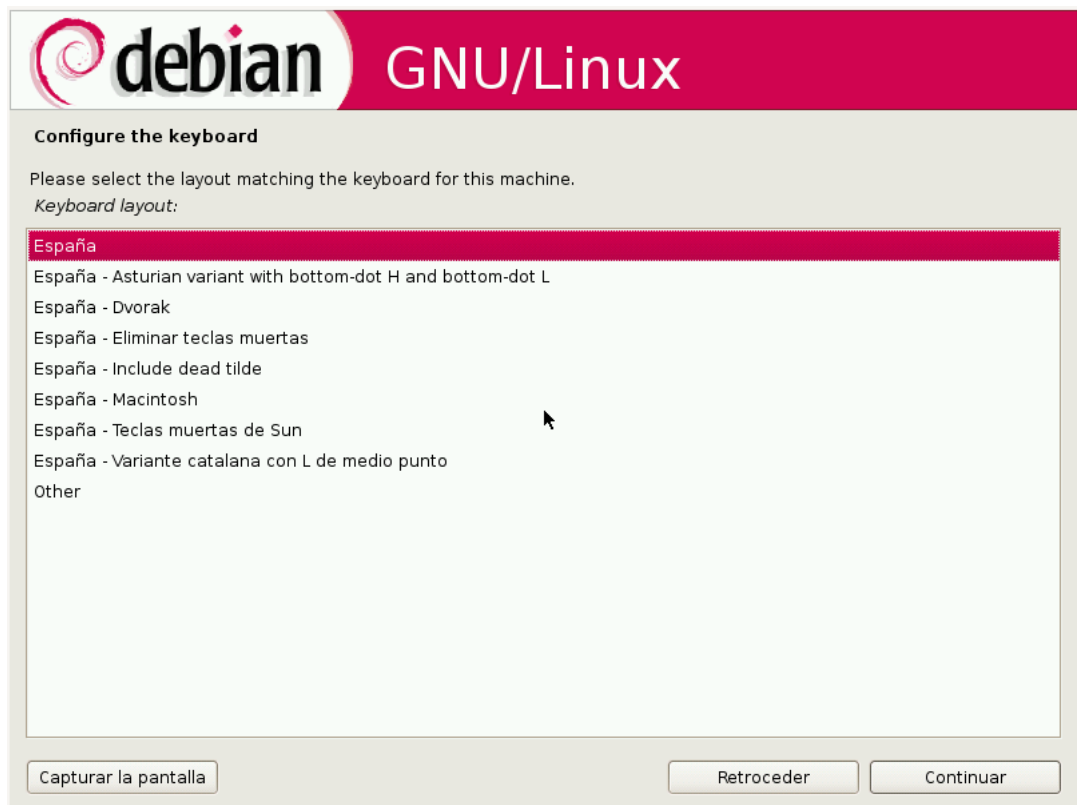 debian GNU/Linux
Configure the keyboard
Please select the layout matching the keyboard for this machine.
Keyboard layout:
España
España - Asturian variant with bottom-dot H and bottom-dot L
España - Dvorak
España - Eliminar teclas muertas
España - Include dead tilde
España - Macintosh
España - Teclas muertas de Sun
España - Variante catalana con L de medio punto
Other
Capturar la pantalla Retroceder Continuar